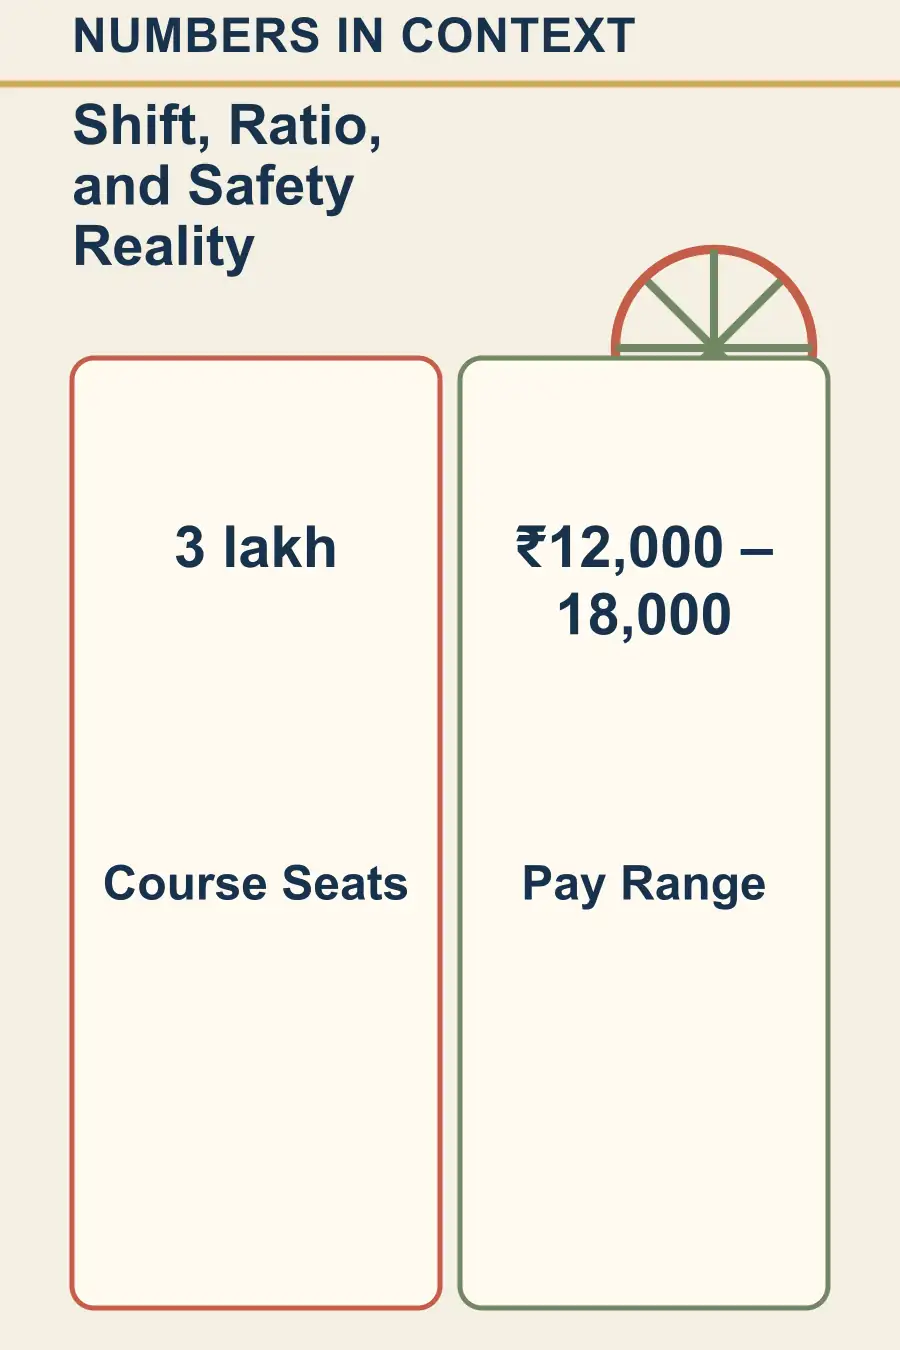 NUMBERS IN CONTEXT
Shift, Ratio,
and Safety
Reality
3 lakh
Course Seats
₹12,000 –
18,000
Pay Range